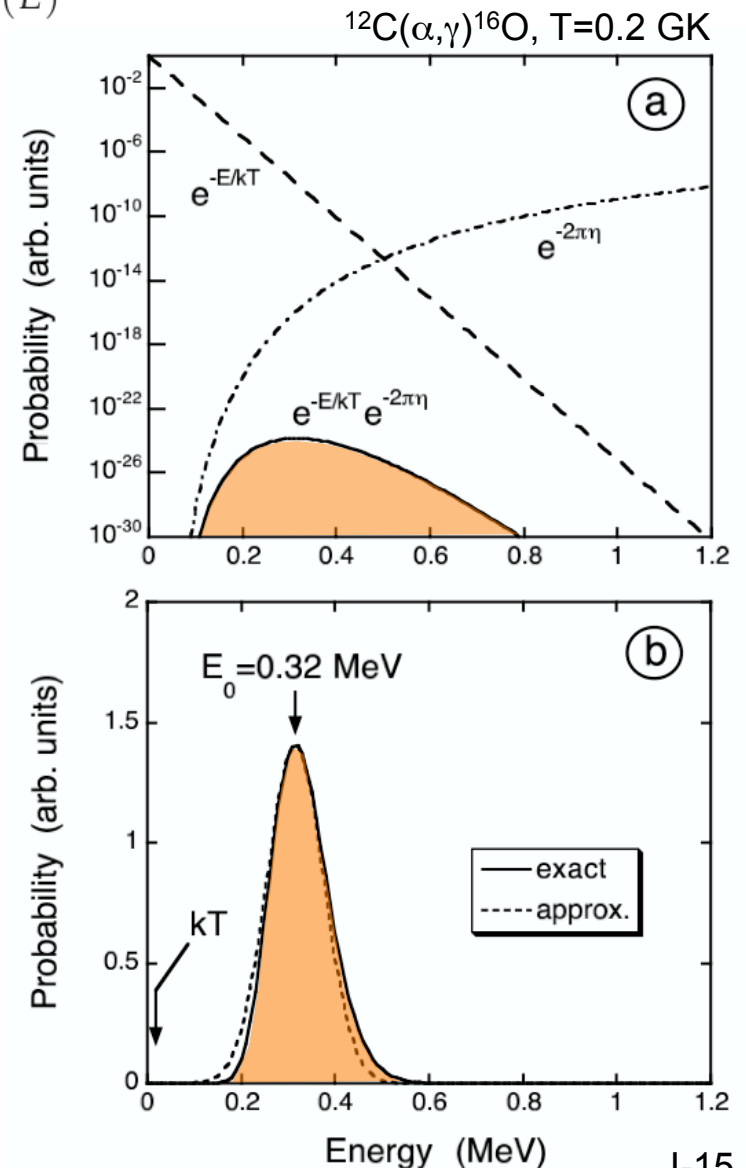 (E)
¹²C(α,γ)¹⁶O, T=0.2 GK
Probability (arb. units)
10⁻²
10⁻⁶
10⁻¹⁰
10⁻¹⁴
10⁻¹⁸
10⁻²²
10⁻²⁶
10⁻³⁰
a
e^-E/kT
e^-2πη
e^-E/kT e^-2πη
0 0.2 0.4 0.6 0.8 1 1.2
Probability (arb. units)
2
1.5
1
0.5
0
b
E₀=0.32 MeV
exact
approx.
kT
0 0.2 0.4 0.6 0.8 1 1.2
Energy (MeV)